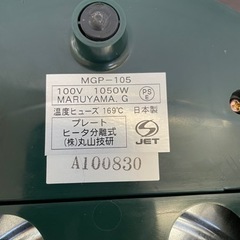 MGP-105
100V 1050W
MARUYAMA.G
PS
E
温度ヒューズ 169℃ 日本製
プレート
ヒータ分離式
(株)丸山技研
JET
A100830